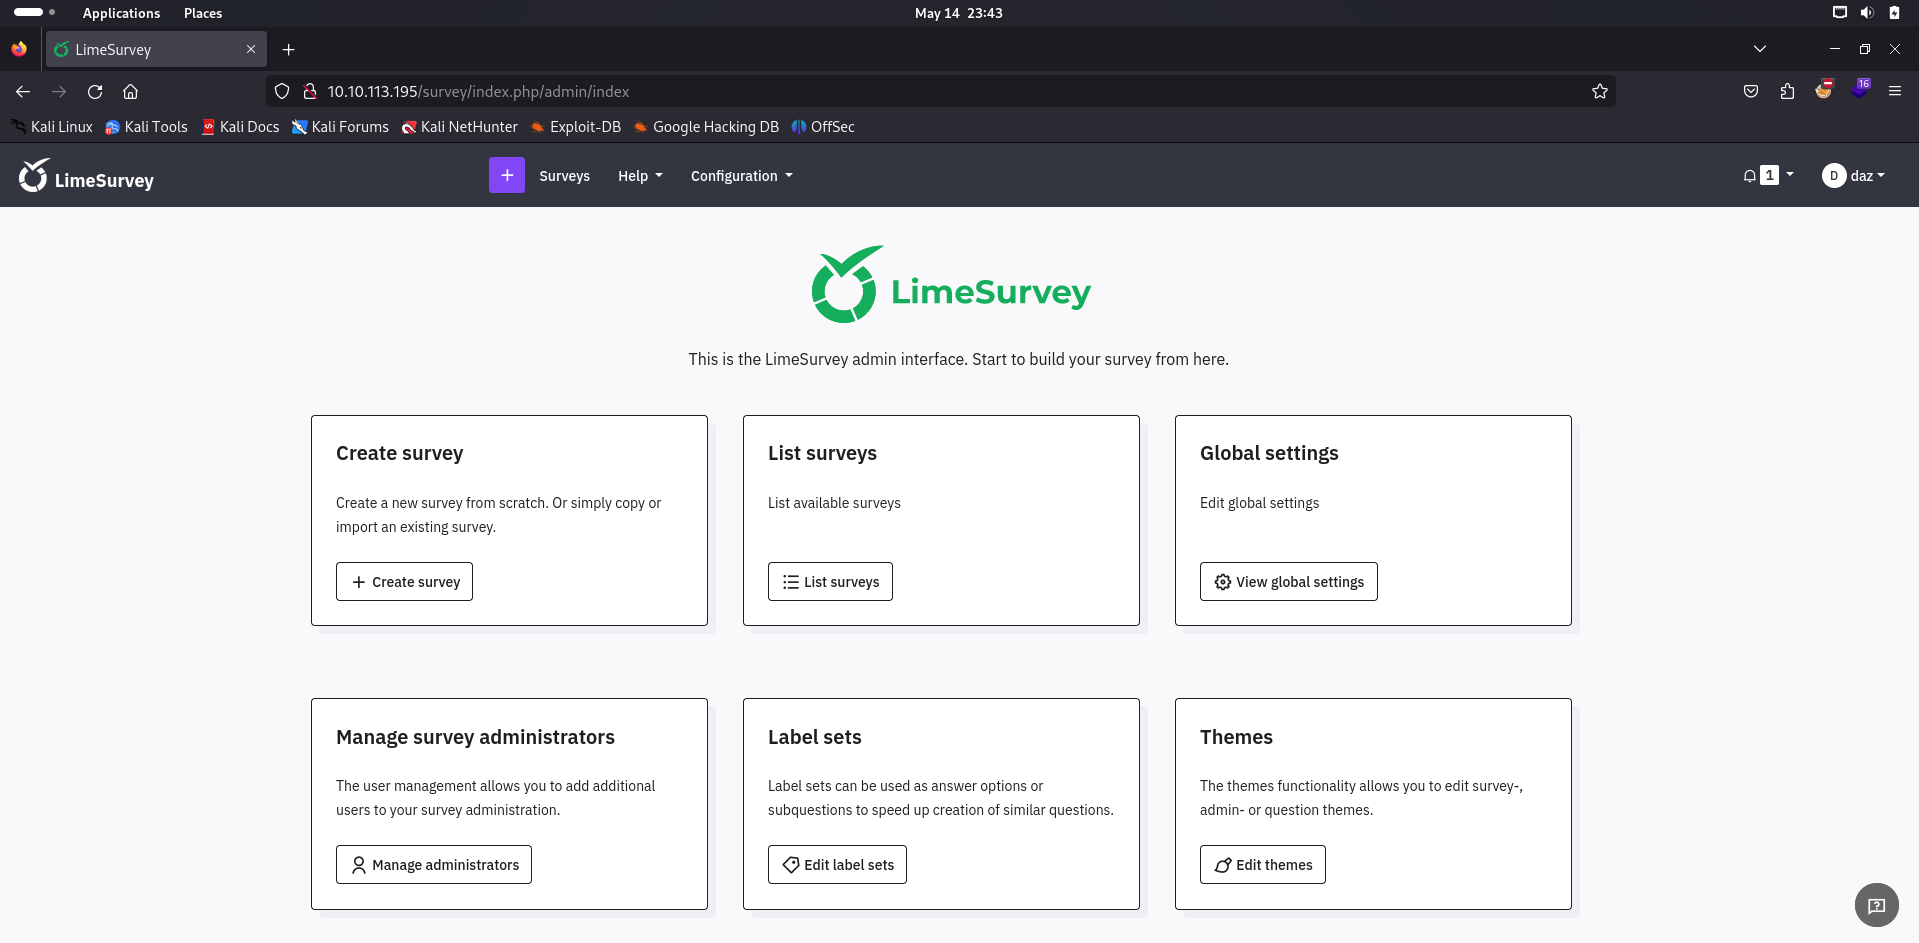 Applications Places May 14 23:43
LimeSurvey
10.10.113.195/survey/index.php/admin/index
16
Kali Linux Kali Tools Kali Docs Kali Forums Kali NetHunter Exploit-DB Google Hacking DB OffSec
LimeSurvey + Surveys Help Configuration 1 D daz
LimeSurvey
This is the LimeSurvey admin interface. Start to build your survey from here.
Create survey
Create a new survey from scratch. Or simply copy or
import an existing survey.
+ Create survey
List surveys
List available surveys
List surveys
Global settings
Edit global settings
View global settings
Manage survey administrators
The user management allows you to add additional
users to your survey administration.
Manage administrators
Label sets
Label sets can be used as answer options or
subquestions to speed up creation of similar questions.
Edit label sets
Themes
The themes functionality allows you to edit survey-,
admin- or question themes.
Edit themes